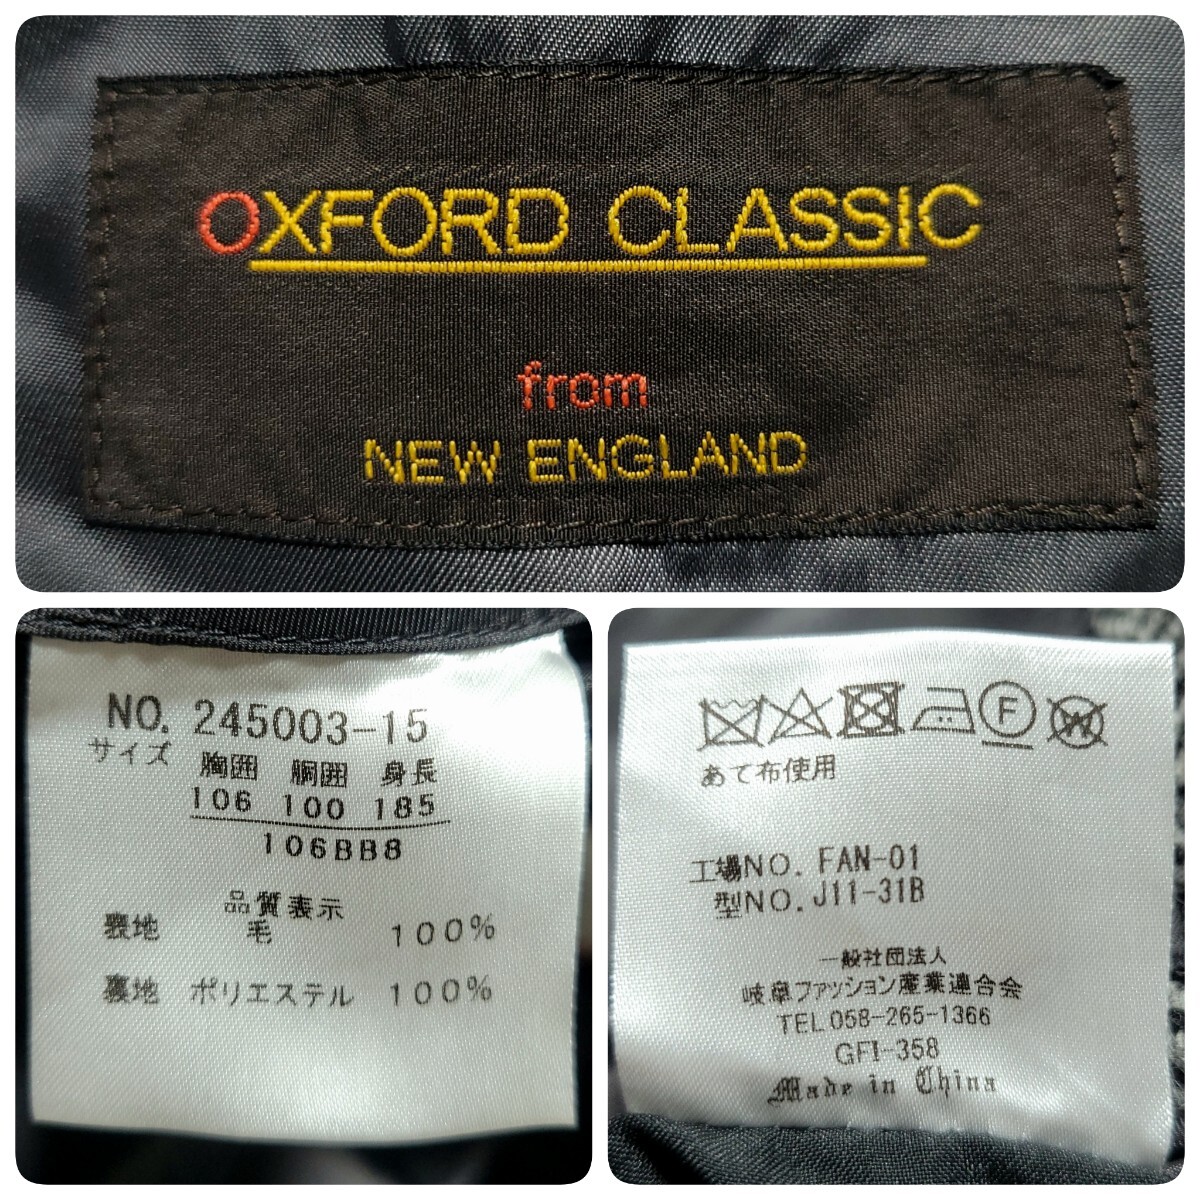 OXFORD CLASSIC
from
NEW ENGLAND
NO. 245003-15
サイズ 胸囲 胴囲 身長
106 100 185
106BB8
品質表示
表地 毛 100%
裏地 ポリエステル 100%
F W
あて布使用
工場NO. FAN-01
型NO. J11-31B
一般社団法人
岐阜ファッション産業連合会
TEL 058-265-1366
GFI-358
Made in China